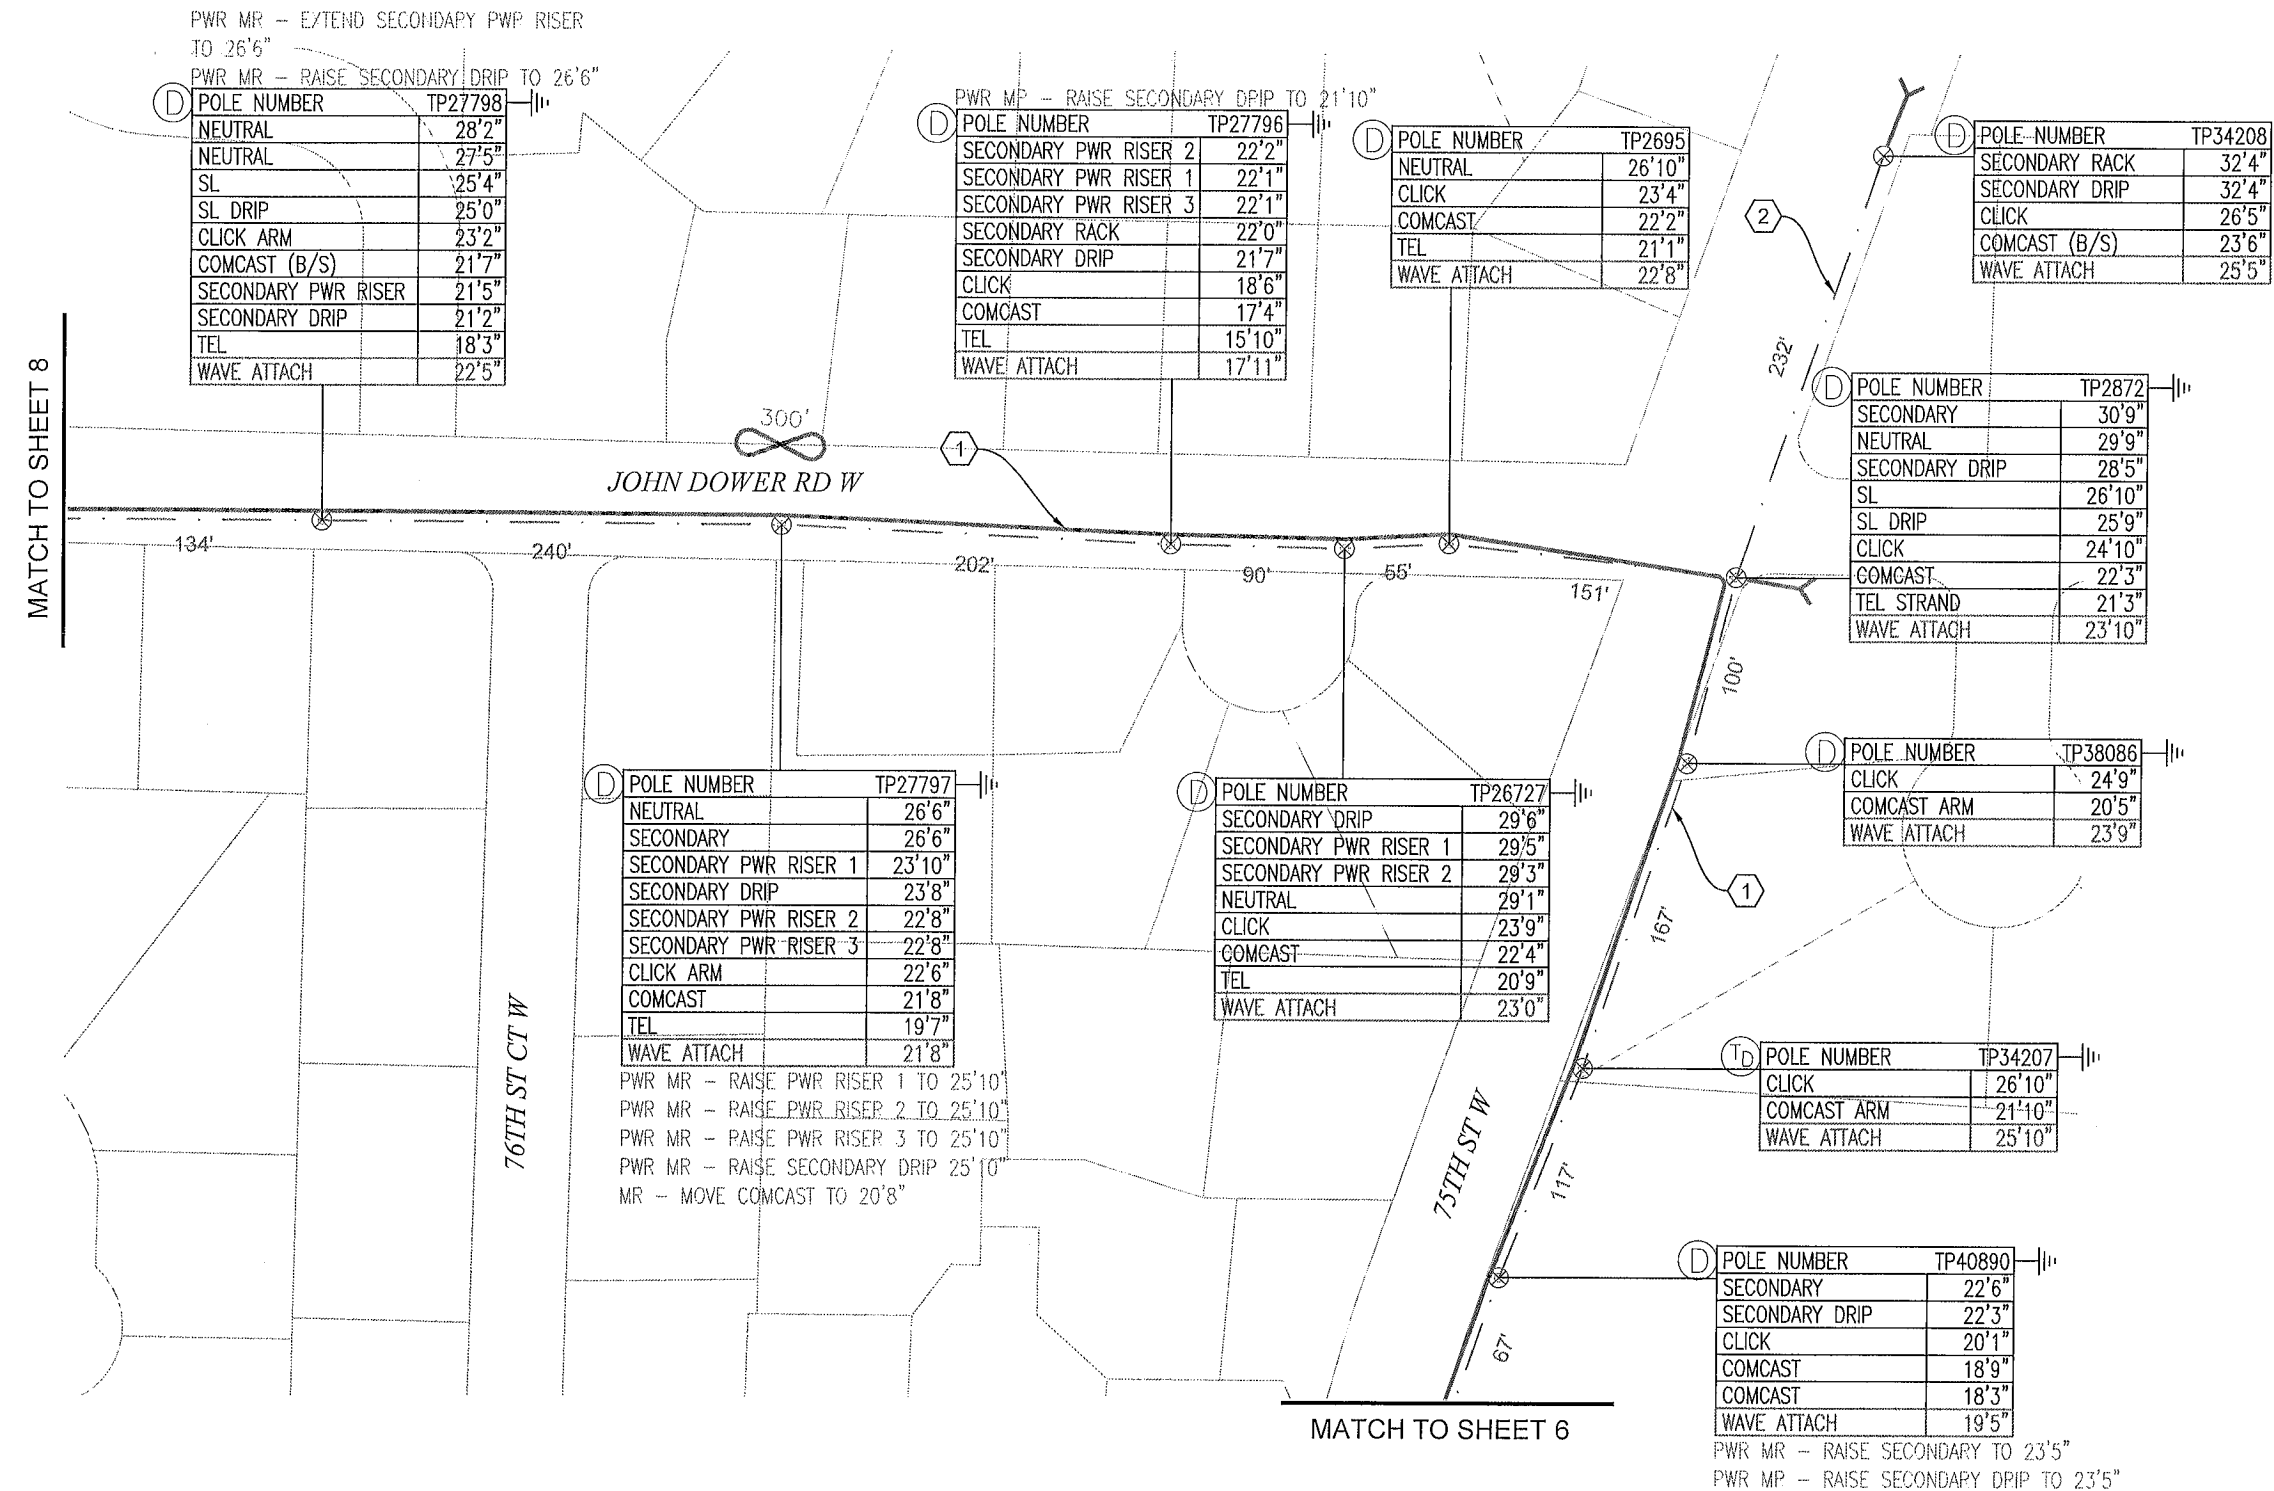 PWR MR – EXTEND SECONDARY PWR RISER
TO 26'6"
PWR MR – RAISE SECONDARY DRIP TO 26'6"
D
POLE NUMBER TP27798
NEUTRAL 28'2"
NEUTRAL 27'5"
SL 25'4"
SL DRIP 25'0"
CLICK ARM 23'2"
COMCAST (B/S) 21'7"
SECONDARY PWR RISER 21'5"
SECONDARY DRIP 21'2"
TEL 18'3"
WAVE ATTACH 22'5"
PWR MR – RAISE SECONDARY DRIP TO 21'10"
D
POLE NUMBER TP27796
SECONDARY PWR RISER 2 22'2"
SECONDARY PWR RISER 1 22'1"
SECONDARY PWR RISER 3 22'1"
SECONDARY RACK 22'0"
SECONDARY DRIP 21'7"
CLICK 18'6"
COMCAST 17'4"
TEL 15'10"
WAVE ATTACH 17'11"
D
POLE NUMBER TP2695
NEUTRAL 26'10"
CLICK 23'4"
COMCAST 22'2"
TEL 21'1"
WAVE ATTACH 22'8"
D
POLE NUMBER TP34208
SECONDARY RACK 32'4"
SECONDARY DRIP 32'4"
CLICK 26'5"
COMCAST (B/S) 23'6"
WAVE ATTACH 25'5"
2
232'
D
POLE NUMBER TP2872
SECONDARY 30'9"
NEUTRAL 29'9"
SECONDARY DRIP 28'5"
SL 26'10"
SL DRIP 25'9"
CLICK 24'10"
COMCAST 22'3"
TEL STRAND 21'3"
WAVE ATTACH 23'10"
MATCH TO SHEET 8
300'
1
JOHN DOWER RD W
134'
240'
202'
90'
55'
151'
100'
D
POLE NUMBER TP38086
CLICK 24'9"
COMCAST ARM 20'5"
WAVE ATTACH 23'9"
1
167'
D
POLE NUMBER TP27797
NEUTRAL 26'6"
SECONDARY 26'6"
SECONDARY PWR RISER 1 23'10"
SECONDARY DRIP 23'8"
SECONDARY PWR RISER 2 22'8"
SECONDARY PWR RISER 3 22'8"
CLICK ARM 22'6"
COMCAST 21'8"
TEL 19'7"
WAVE ATTACH 21'8"
PWR MR – RAISE PWR RISER 1 TO 25'10"
PWR MR – RAISE PWR RISER 2 TO 25'10"
PWR MR – RAISE PWR RISER 3 TO 25'10"
PWR MR – RAISE SECONDARY DRIP 25'10"
MR – MOVE COMCAST TO 20'8"
D
POLE NUMBER TP26727
SECONDARY DRIP 29'6"
SECONDARY PWR RISER 1 29'5"
SECONDARY PWR RISER 2 29'3"
NEUTRAL 29'1"
CLICK 23'9"
COMCAST 22'4"
TEL 20'9"
WAVE ATTACH 23'0"
76TH ST CT W
75TH ST W
TD
POLE NUMBER TP34207
CLICK 26'10"
COMCAST ARM 21'10"
WAVE ATTACH 25'10"
117'
D
POLE NUMBER TP40890
SECONDARY 22'6"
SECONDARY DRIP 22'3"
CLICK 20'1"
COMCAST 18'9"
COMCAST 18'3"
WAVE ATTACH 19'5"
PWR MR – RAISE SECONDARY TO 23'5"
PWR MR – RAISE SECONDARY DRIP TO 23'5"
67'
MATCH TO SHEET 6